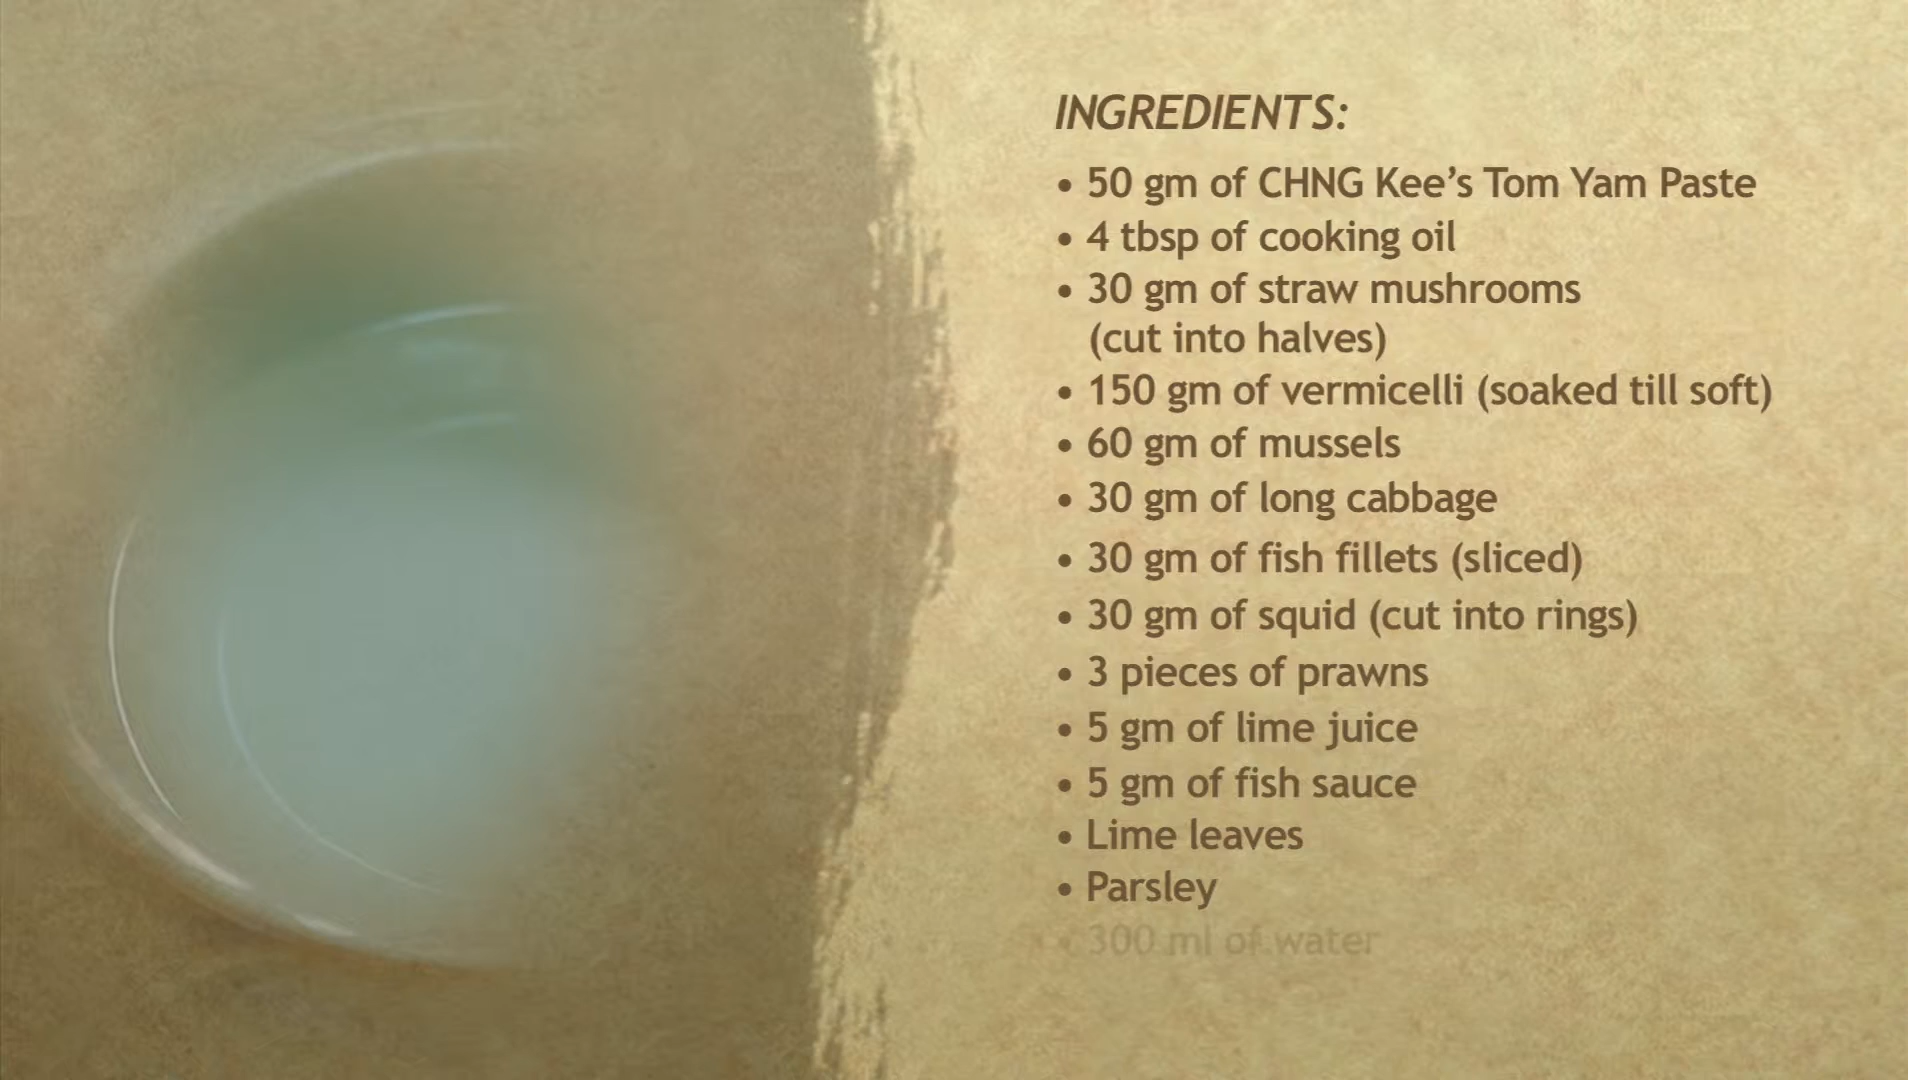 INGREDIENTS:
• 50 gm of CHNG Kee's Tom Yam Paste
• 4 tbsp of cooking oil
• 30 gm of straw mushrooms
(cut into halves)
• 150 gm of vermicelli (soaked till soft)
• 60 gm of mussels
• 30 gm of long cabbage
• 30 gm of fish fillets (sliced)
• 30 gm of squid (cut into rings)
• 3 pieces of prawns
• 5 gm of lime juice
• 5 gm of fish sauce
• Lime leaves
• Parsley
• 300 ml of water